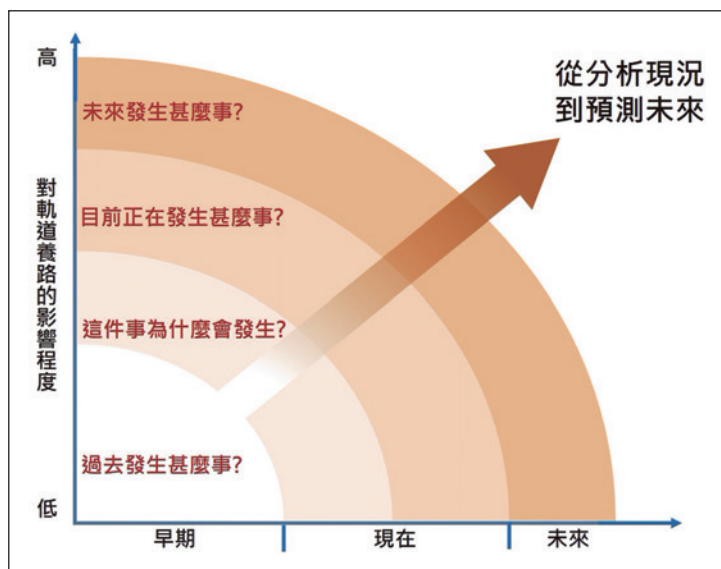 高
從分析現況
到預測未來
未來發生甚麼事?
對軌道養路的影響程度
目前正在發生甚麼事?
這件事為什麼會發生?
過去發生甚麼事?
低
早期
現在
未來